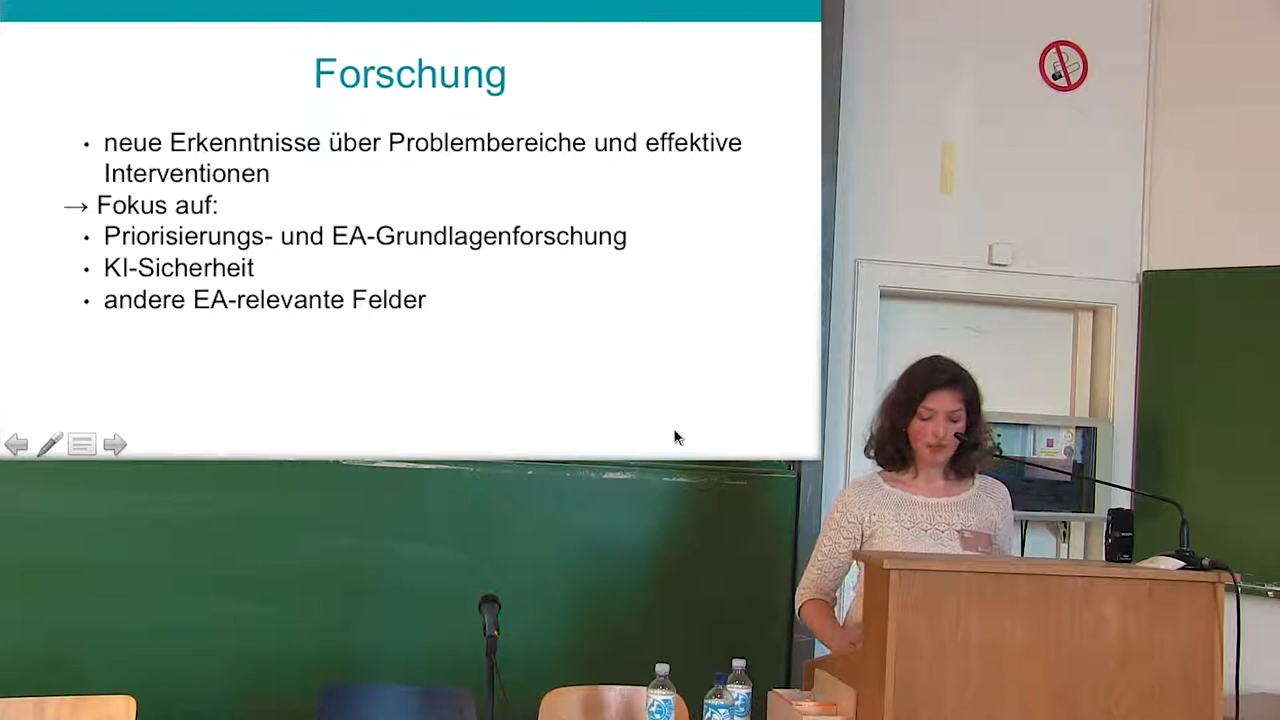 Forschung
• neue Erkenntnisse über Problembereiche und effektive
Interventionen
→ Fokus auf:
• Priorisierungs- und EA-Grundlagenforschung
• KI-Sicherheit
• andere EA-relevante Felder